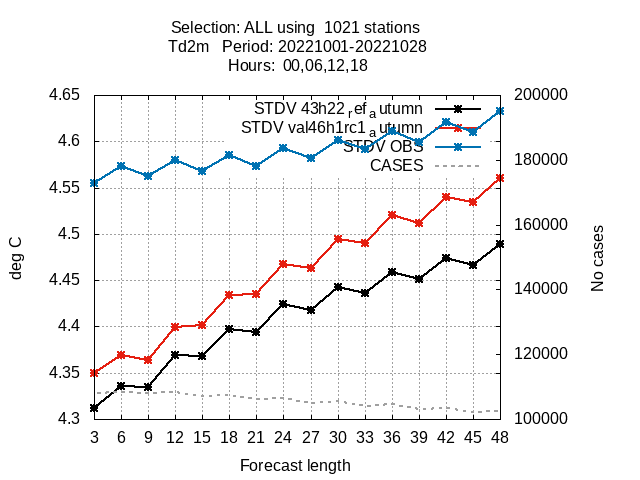 Selection: ALL using  1021 stations
Td2m   Period: 20221001-20221028
Hours:  00,06,12,18
4.65
4.6
4.55
4.5
4.45
4.4
4.35
4.3
deg C
STDV 43h22refautumn
STDV val46h1rc1autumn
STDV OBS
CASES
200000
180000
160000
140000
120000
100000
No cases
3 6 9 12 15 18 21 24 27 30 33 36 39 42 45 48
Forecast length